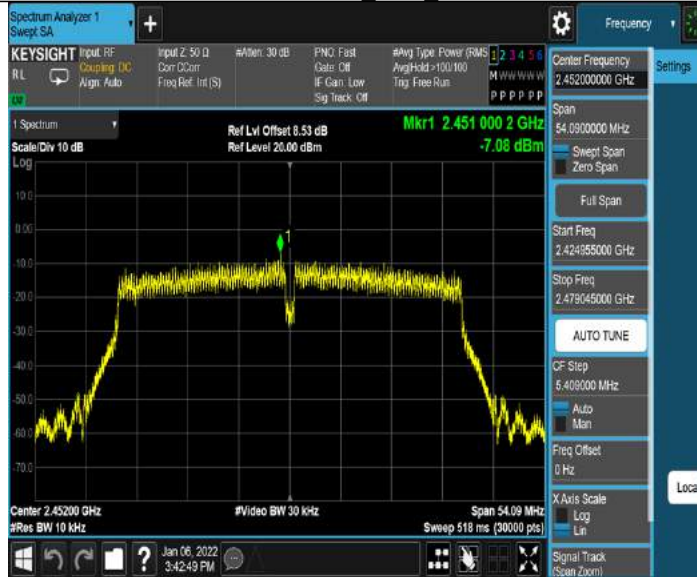 Spectrum Analyzer 1
Swept SA
Frequency
KEYSIGHT
RL
Input: RF
Coupling: DC
Align: Auto
Input Z: 50 Ω
Corr CCorr
Freq Ref: Int (S)
#Atten: 30 dB
PNO: Fast
Gate: Off
IF Gain: Low
Sig Track: Off
#Avg Type: Power (RMS
Avg|Hold:>100/100
Trig: Free Run
1 2 3 4 5 6
M W W W W W
P P P P P P
Center Frequency
2.452000000 GHz
Settings
1 Spectrum
Scale/Div 10 dB
Log
Ref Lvl Offset 8.53 dB
Ref Level 20.00 dBm
Mkr1 2.451 000 2 GHz
-7.08 dBm
Span
54.0900000 MHz
Swept Span
Zero Span
Full Span
10.0
0.00
-10.0
-20.0
-30.0
-40.0
-50.0
-60.0
-70.0
1
Start Freq
2.424955000 GHz
Stop Freq
2.479045000 GHz
AUTO TUNE
CF Step
5.409000 MHz
Auto
Man
Freq Offset
0 Hz
Loca
X Axis Scale
Log
Lin
Center 2.45200 GHz
#Res BW 10 kHz
#Video BW 30 kHz
Span 54.09 MHz
Sweep 518 ms (30000 pts)
Jan 06, 2022
3:42:49 PM
Signal Track
(Span Zoom)